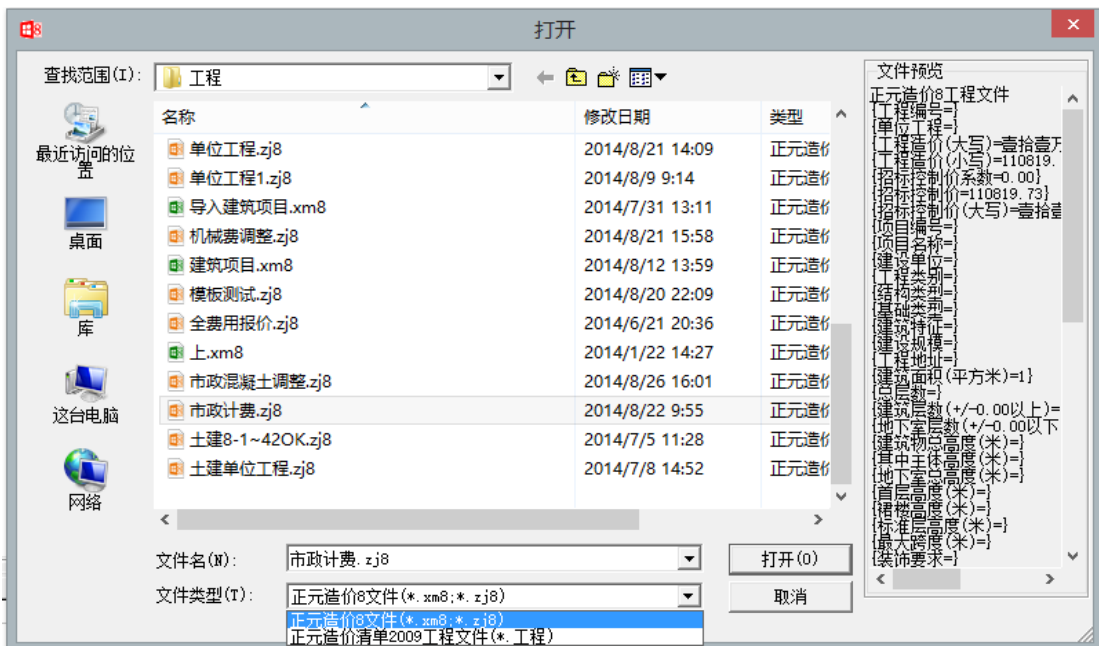 打开
查找范围(I):
工程
文件预览
名称
修改日期
类型
最近访问的位置
桌面
库
这台电脑
网络
单位工程.zj8 2014/8/21 14:09 正元造价
单位工程1.zj8 2014/8/9 9:14 正元造价
导入建筑项目.xm8 2014/7/31 13:11 正元造价
机械费调整.zj8 2014/8/21 15:58 正元造价
建筑项目.xm8 2014/8/12 13:59 正元造价
模板测试.zj8 2014/8/20 22:09 正元造价
全费用报价.zj8 2014/6/21 20:36 正元造价
上.xm8 2014/1/22 14:27 正元造价
市政混凝土调整.zj8 2014/8/26 16:01 正元造价
市政计费.zj8 2014/8/22 9:55 正元造价
土建8-1~42OK.zj8 2014/7/5 11:28 正元造价
土建单位工程.zj8 2014/7/8 14:52 正元造价
文件名(N):
市政计费.zj8
打开(O)
文件类型(T):
正元造价8文件(*.xm8;*.zj8)
取消
正元造价8文件(*.xm8;*.zj8)
正元造价清单2009工程文件(*.工程)
正元造价8工程文件
{工程编号=}
{单位工程=}
{工程造价(大写)=壹拾壹万
{工程造价(小写)=110819.
{招标控制价系数=0.00}
{招标控制价=110819.73}
{招标控制价(大写)=壹拾壹
{项目编号=}
{项目名称=}
{建设单位=}
{工程类别=}
{结构类型=}
{基础类型=}
{建筑特征=}
{建设规模=}
{工程地址=}
{建筑面积(平方米)=1}
{总层数=}
{建筑层数(+/-0.00以上)=
{地下室层数(+/-0.00以下
{建筑物总高度(米)=}
{其中主体高度(米)=}
{地下室总高度(米)=}
{首层高度(米)=}
{裙楼高度(米)=}
{标准层高度(米)=}
{最大跨度(米)=}
{装饰要求=}